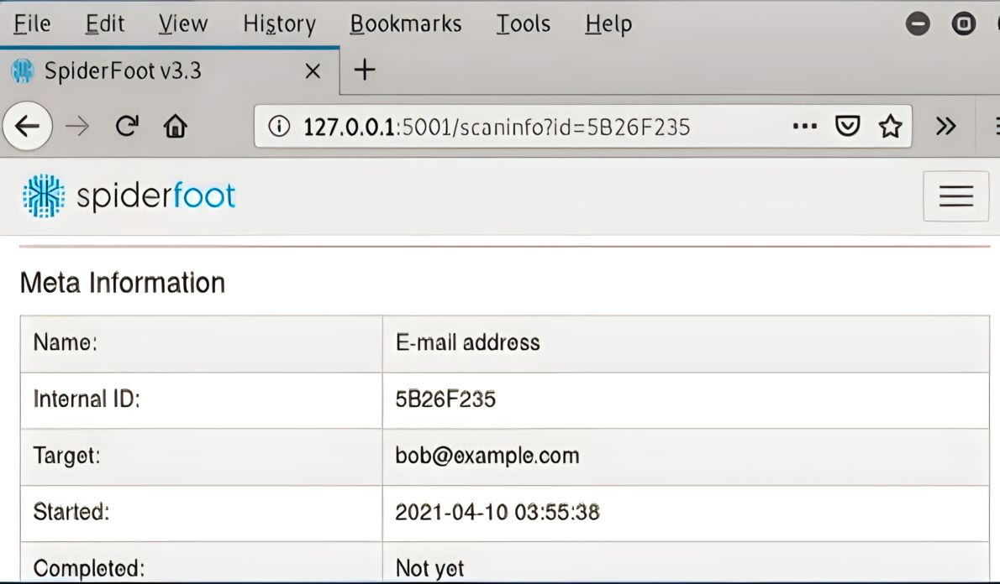 File Edit View History Bookmarks Tools Help
SpiderFoot v3.3
127.0.0.1:5001/scaninfo?id=5B26F235
spiderfoot
Meta Information
Name: E-mail address
Internal ID: 5B26F235
Target: bob@example.com
Started: 2021-04-10 03:55:38
Completed: Not yet